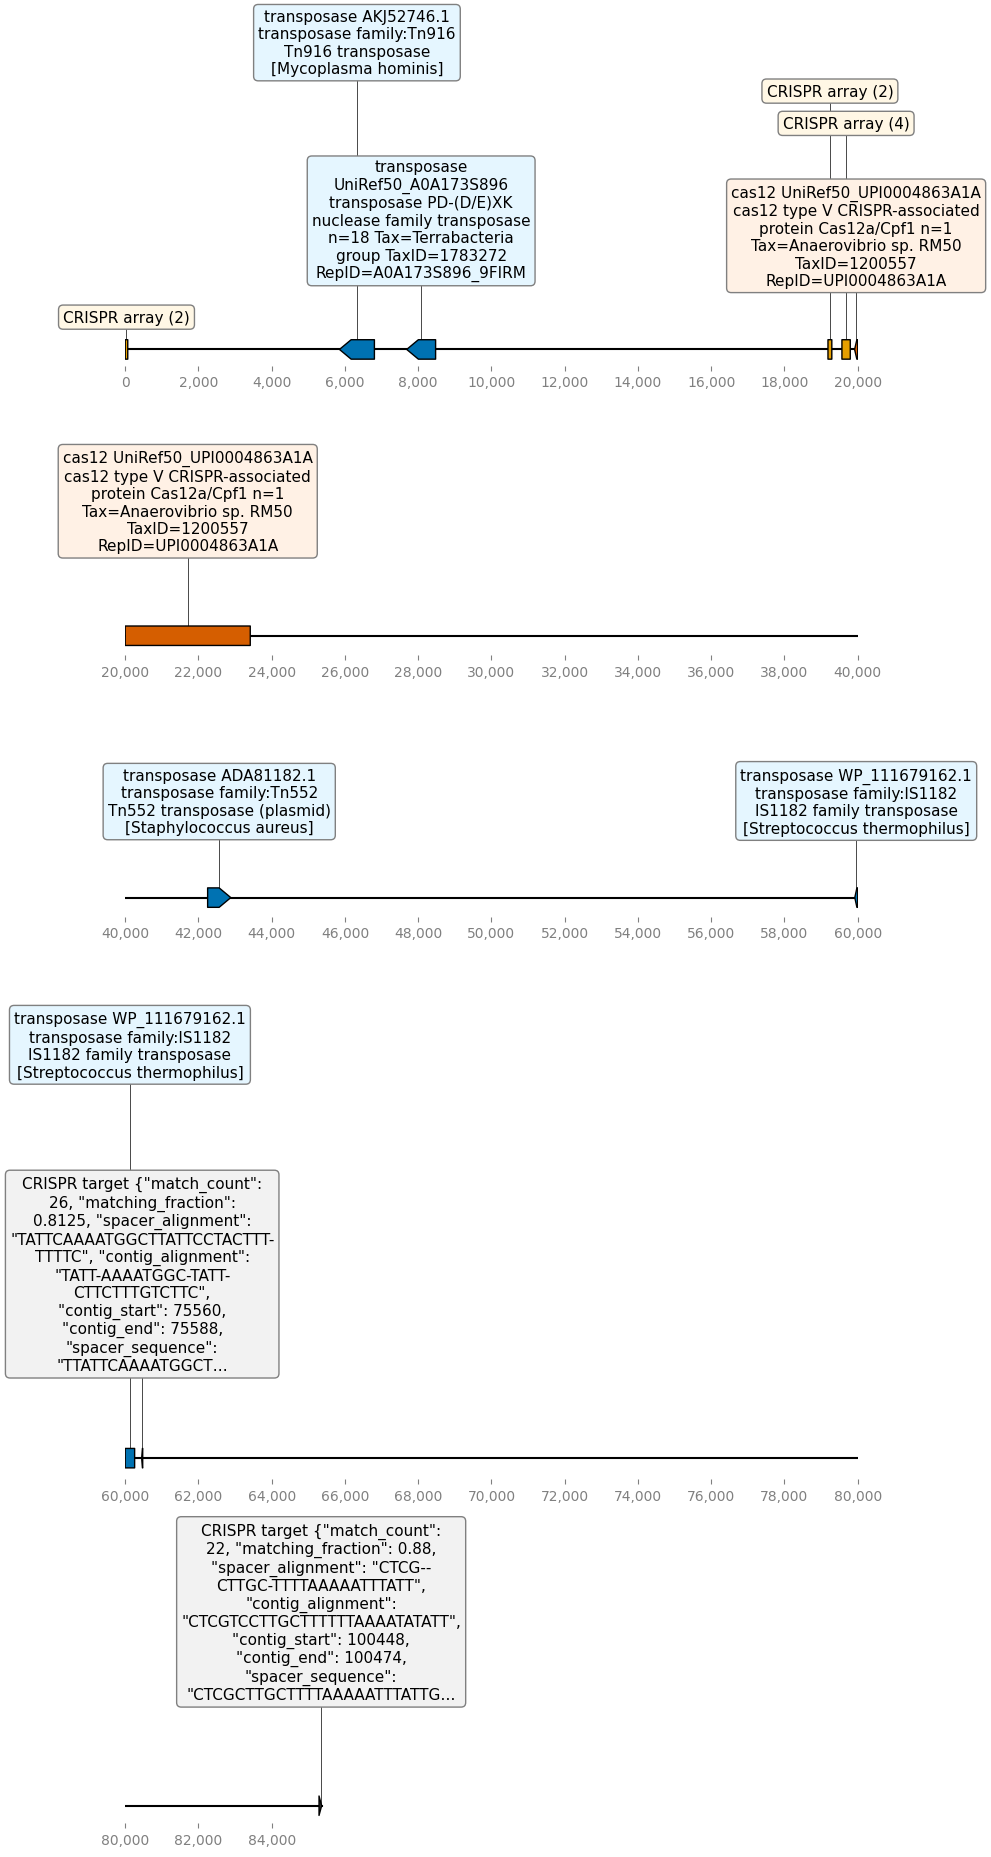 transposase AKJ52746.1
transposase family:Tn916
Tn916 transposase
[Mycoplasma hominis]
CRISPR array (2)
CRISPR array (4)
transposase
UniRef50_A0A173S896
transposase PD-(D/E)XK
nuclease family transposase
n=18 Tax=Terrabacteria
group TaxID=1783272
RepID=A0A173S896_9FIRM
cas12 UniRef50_UPI0004863A1A
cas12 type V CRISPR-associated
protein Cas12a/Cpf1 n=1
Tax=Anaerovibrio sp. RM50
TaxID=1200557
RepID=UPI0004863A1A
CRISPR array (2)
0 2,000 4,000 6,000 8,000 10,000 12,000 14,000 16,000 18,000 20,000
cas12 UniRef50_UPI0004863A1A
cas12 type V CRISPR-associated
protein Cas12a/Cpf1 n=1
Tax=Anaerovibrio sp. RM50
TaxID=1200557
RepID=UPI0004863A1A
20,000 22,000 24,000 26,000 28,000 30,000 32,000 34,000 36,000 38,000 40,000
transposase ADA81182.1
transposase family:Tn552
Tn552 transposase (plasmid)
[Staphylococcus aureus]
transposase WP_111679162.1
transposase family:IS1182
IS1182 family transposase
[Streptococcus thermophilus]
40,000 42,000 44,000 46,000 48,000 50,000 52,000 54,000 56,000 58,000 60,000
transposase WP_111679162.1
transposase family:IS1182
IS1182 family transposase
[Streptococcus thermophilus]
CRISPR target {"match_count":
26, "matching_fraction":
0.8125, "spacer_alignment":
"TATTCAAAATGGCTTATTCCTACTTT-
TTTTC", "contig_alignment":
"TATT-AAAATGGC-TATT-
CTTCTTTGTCTTC",
"contig_start": 75560,
"contig_end": 75588,
"spacer_sequence":
"TTATTCAAAATGGCT...
60,000 62,000 64,000 66,000 68,000 70,000 72,000 74,000 76,000 78,000 80,000
CRISPR target {"match_count":
22, "matching_fraction": 0.88,
"spacer_alignment": "CTCG--
CTTGC-TTTTAAAAATTTATT",
"contig_alignment":
"CTCGTCCTTGCTTTTTTAAAATATATT",
"contig_start": 100448,
"contig_end": 100474,
"spacer_sequence":
"CTCGCTTGCTTTTAAAAATTTATTG...
80,000 82,000 84,000